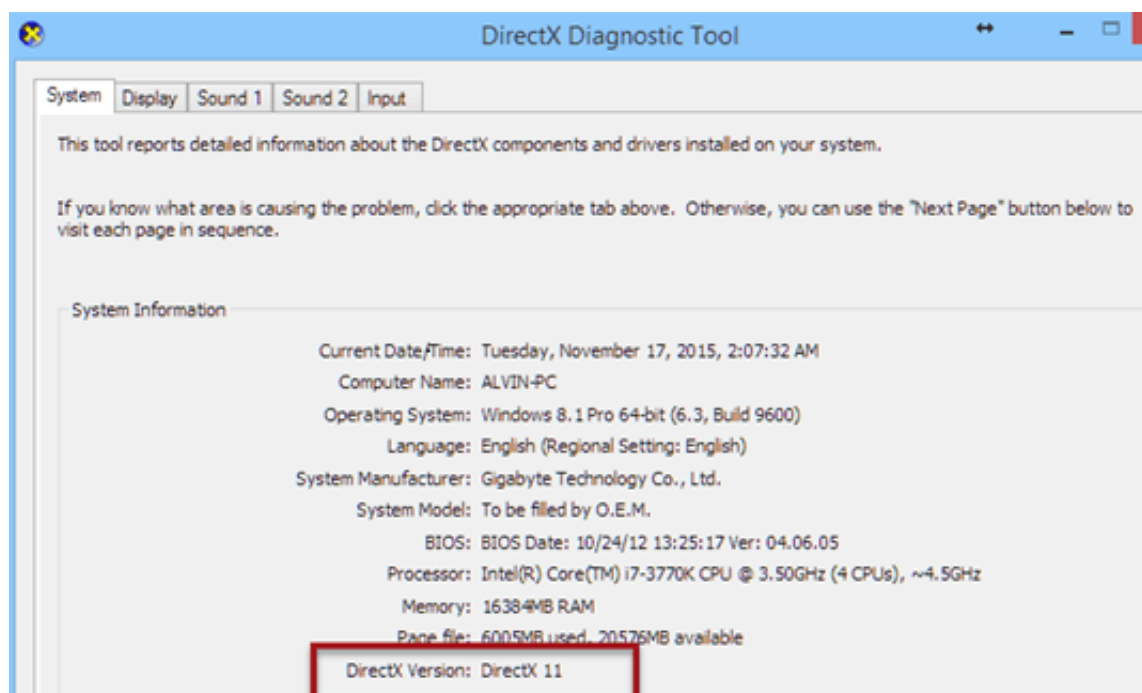 DirectX Diagnostic Tool
System Display Sound 1 Sound 2 Input
This tool reports detailed information about the DirectX components and drivers installed on your system.
If you know what area is causing the problem, click the appropriate tab above. Otherwise, you can use the "Next Page" button below to
visit each page in sequence.
System Information
Current Date/Time: Tuesday, November 17, 2015, 2:07:32 AM
Computer Name: ALVIN-PC
Operating System: Windows 8.1 Pro 64-bit (6.3, Build 9600)
Language: English (Regional Setting: English)
System Manufacturer: Gigabyte Technology Co., Ltd.
System Model: To be filled by O.E.M.
BIOS: BIOS Date: 10/24/12 13:25:17 Ver: 04.06.05
Processor: Intel(R) Core(TM) i7-3770K CPU @ 3.50GHz (4 CPUs), ~4.5GHz
Memory: 16384MB RAM
Page file: 6005MB used, 20576MB available
DirectX Version: DirectX 11